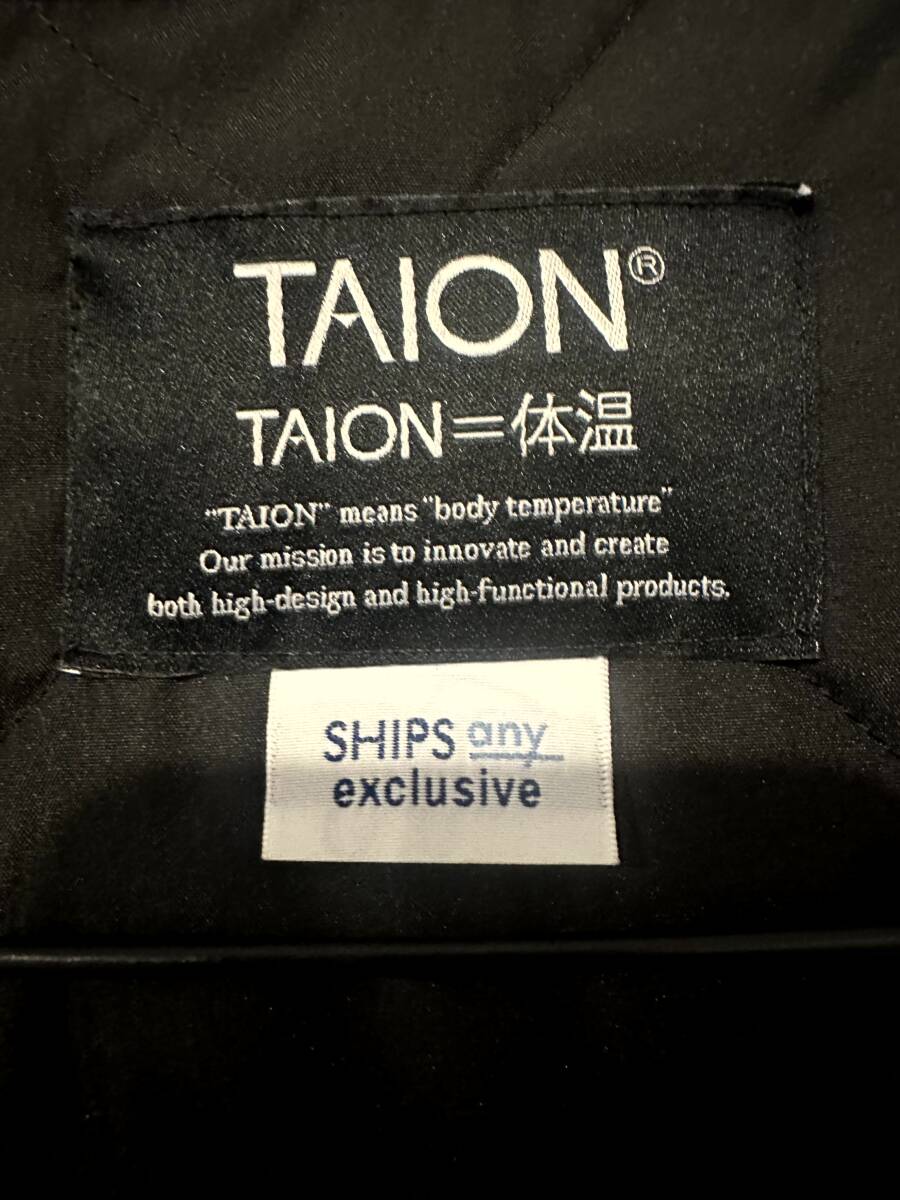 TAION®
TAION=体温
"TAION" means "body temperature"
Our mission is to innovate and create
both high-design and high-functional products.
SHIPS any
exclusive